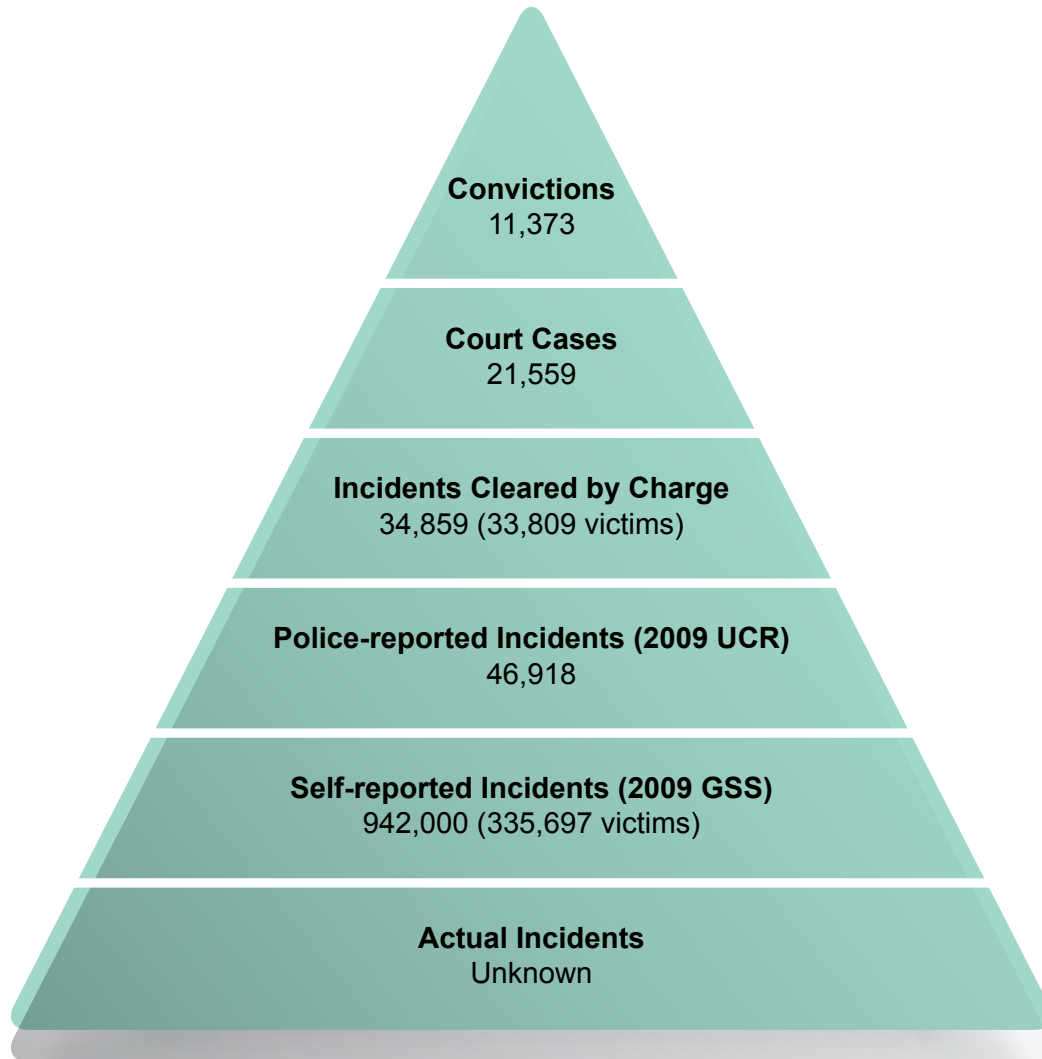 Convictions
11,373
Court Cases
21,559
Incidents Cleared by Charge
34,859 (33,809 victims)
Police-reported Incidents (2009 UCR)
46,918
Self-reported Incidents (2009 GSS)
942,000 (335,697 victims)
Actual Incidents
Unknown